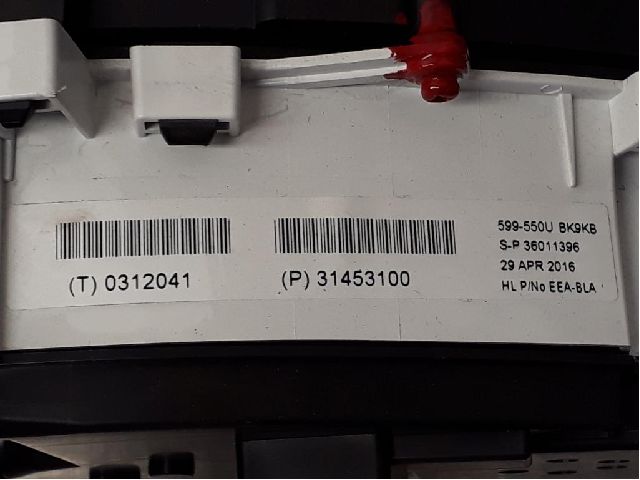 (T) 0312041
(P) 31453100
599-550U BK9KB
S-P 36011396
29 APR 2016
HL P/No EEA-BLA